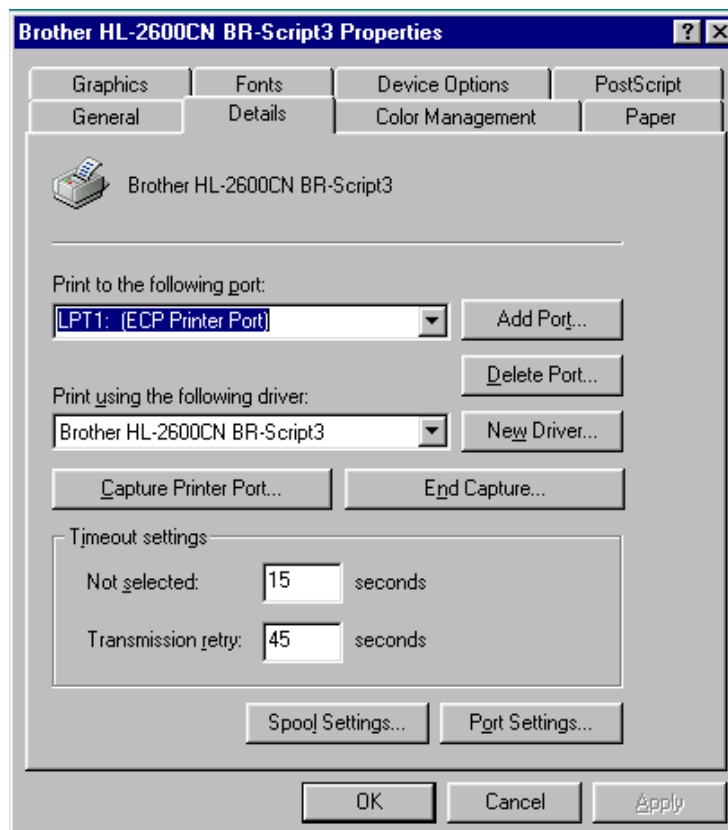 Brother HL-2600CN BR-Script3 Properties
Graphics Fonts Device Options PostScript
General Details Color Management Paper
Brother HL-2600CN BR-Script3
Print to the following port:
LPT1: (ECP Printer Port) Add Port...
Delete Port...
Print using the following driver:
Brother HL-2600CN BR-Script3 New Driver...
Capture Printer Port... End Capture...
Timeout settings
Not selected: 15 seconds
Transmission retry: 45 seconds
Spool Settings... Port Settings...
OK Cancel Apply